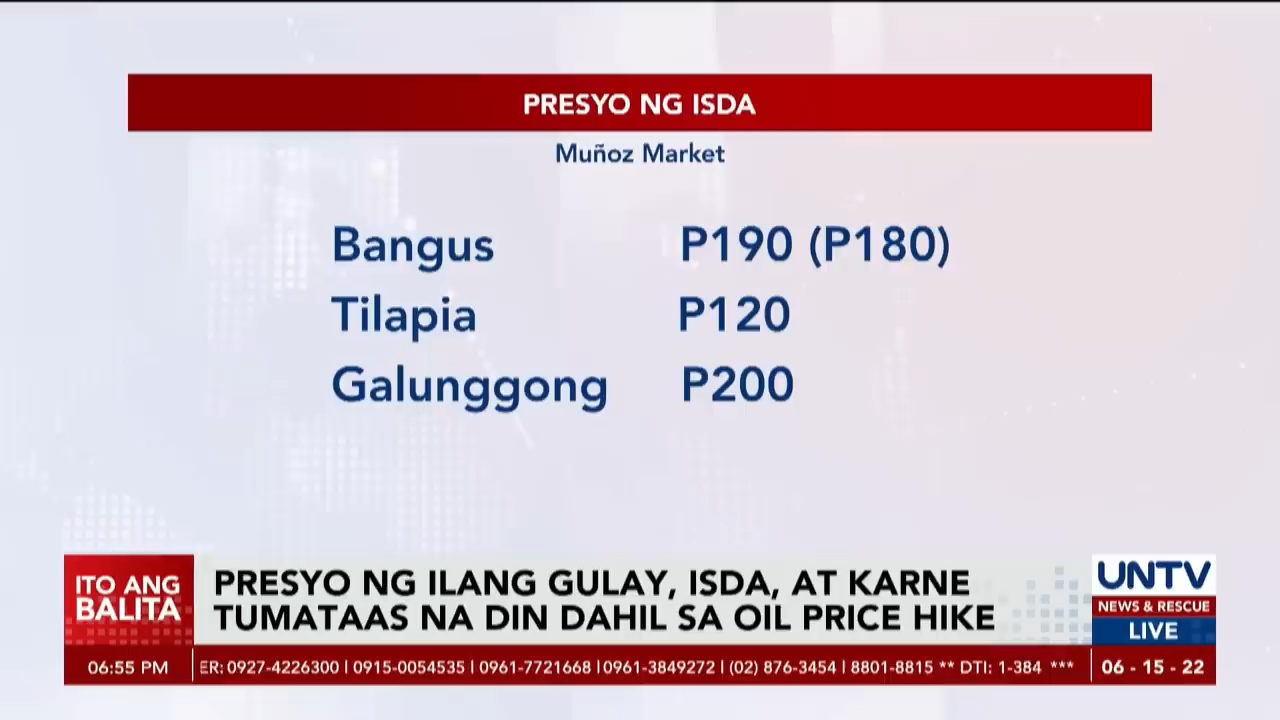 PRESYO NG ISDA
Muñoz Market
Bangus P190 (P180)
Tilapia P120
Galunggong P200
ITO ANG
BALITA
PRESYO NG ILANG GULAY, ISDA, AT KARNE
TUMATAAS NA DIN DAHIL SA OIL PRICE HIKE
UNTV
NEWS & RESCUE
LIVE
06:55 PM
ER: 0927-4226300 | 0915-0054535 | 0961-7721668 |0961-3849272 | (02) 876-3454 | 8801-8815 ** DTI: 1-384 ***
06 - 15 - 22